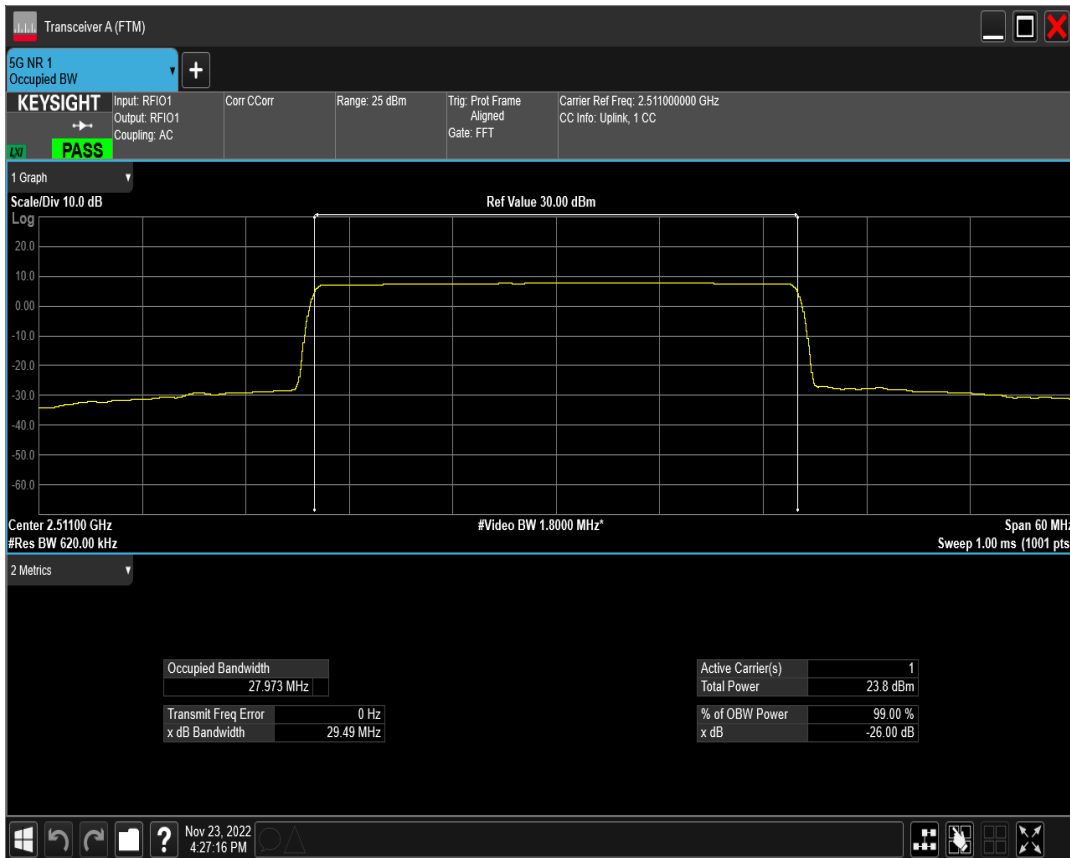 Transceiver A (FTM)
5G NR 1
Occupied BW
+
KEYSIGHT
Input: RFIO1
Output: RFIO1
Coupling: AC
Corr CCorr
Range: 25 dBm
Trig: Prot Frame
Aligned
Gate: FFT
Carrier Ref Freq: 2.511000000 GHz
CC Info: Uplink, 1 CC
LXI
PASS
1 Graph
Scale/Div 10.0 dB
Ref Value 30.00 dBm
Log
20.0
10.0
0.00
-10.0
-20.0
-30.0
-40.0
-50.0
-60.0
Center 2.51100 GHz
#Video BW 1.8000 MHz*
Span 60 MHz
#Res BW 620.00 kHz
Sweep 1.00 ms (1001 pts
2 Metrics
Occupied Bandwidth
27.973 MHz
Transmit Freq Error 0 Hz
x dB Bandwidth 29.49 MHz
Active Carrier(s) 1
Total Power 23.8 dBm
% of OBW Power 99.00 %
x dB -26.00 dB
?
Nov 23, 2022
4:27:16 PM